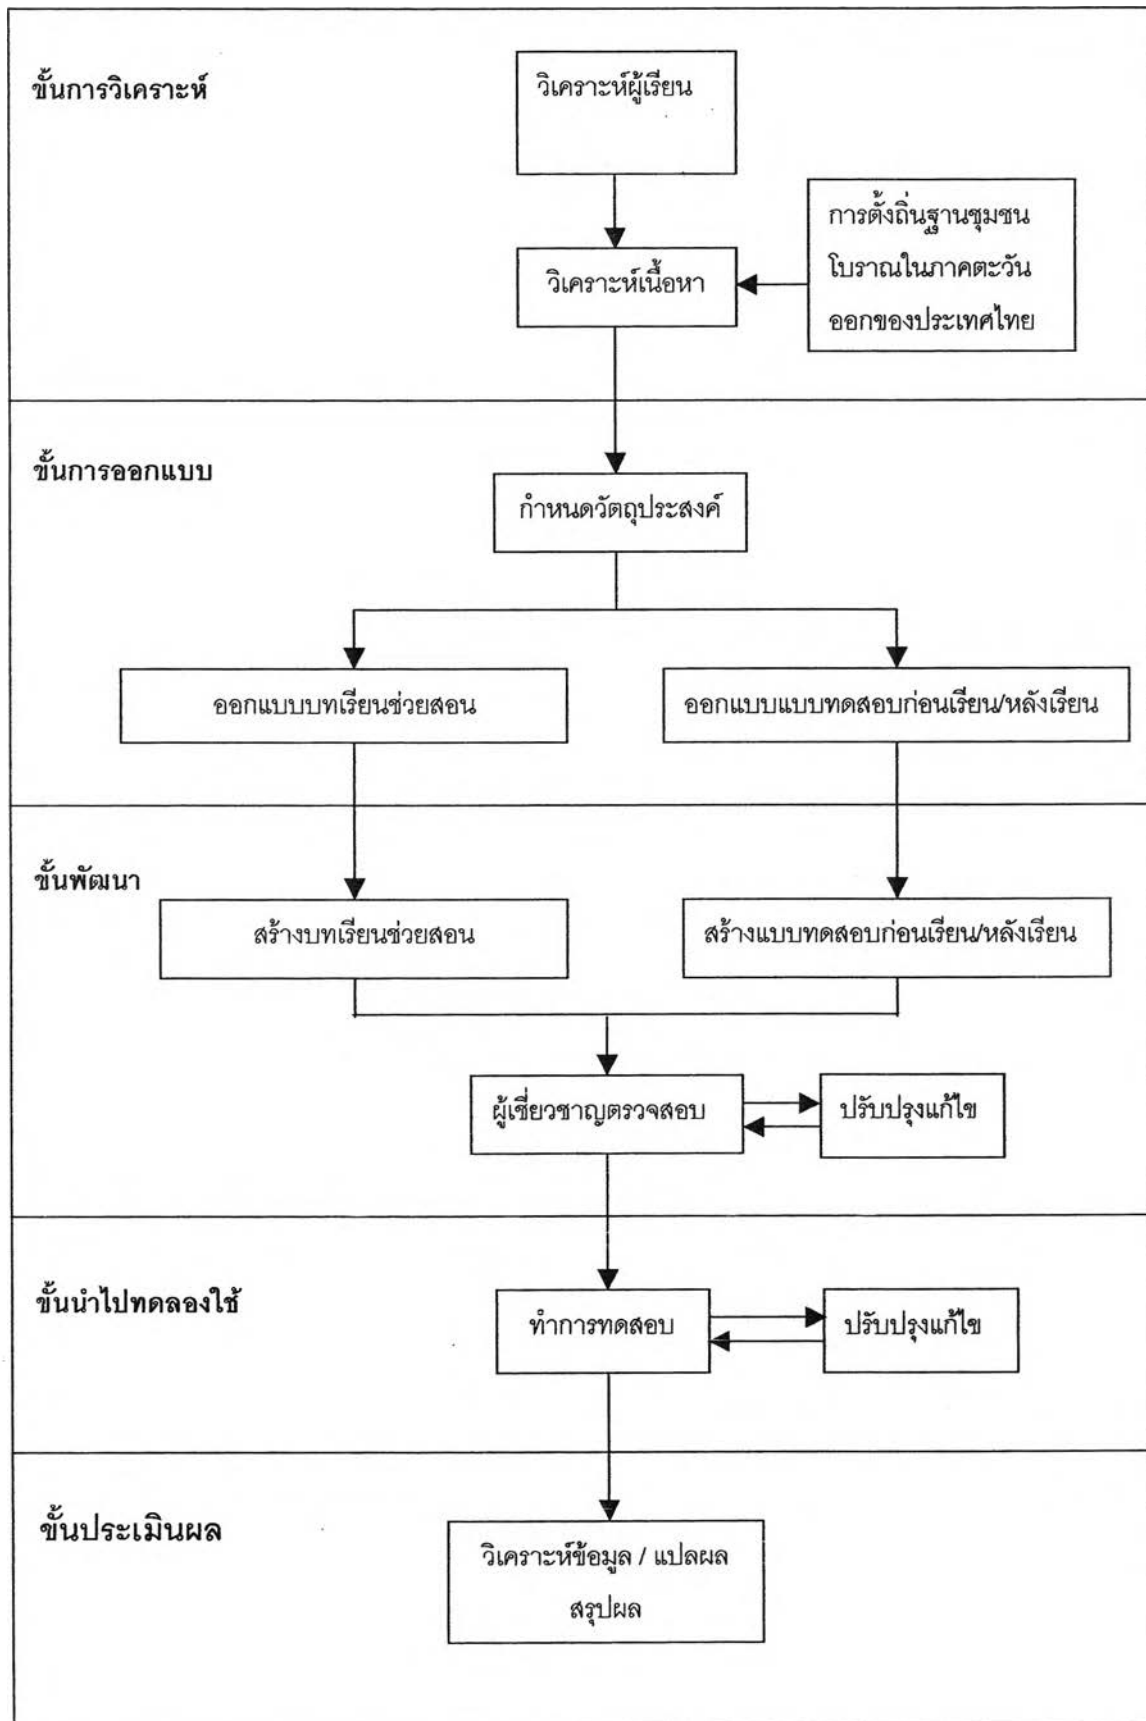 ขั้นการวิเคราะห์
วิเคราะห์ผู้เรียน
การตั้งถิ่นฐานชุมชน
โบราณในภาคตะวัน
ออกของประเทศไทย
วิเคราะห์เนื้อหา
ขั้นการออกแบบ
กำหนดวัตถุประสงค์
ออกแบบบทเรียนช่วยสอน
ออกแบบแบบทดสอบก่อนเรียน/หลังเรียน
ขั้นพัฒนา
สร้างบทเรียนช่วยสอน
สร้างแบบทดสอบก่อนเรียน/หลังเรียน
ผู้เชี่ยวชาญตรวจสอบ
ปรับปรุงแก้ไข
ขั้นนำไปทดลองใช้
ทำการทดสอบ
ปรับปรุงแก้ไข
ขั้นประเมินผล
วิเคราะห์ข้อมูล / แปลผล
สรุปผล